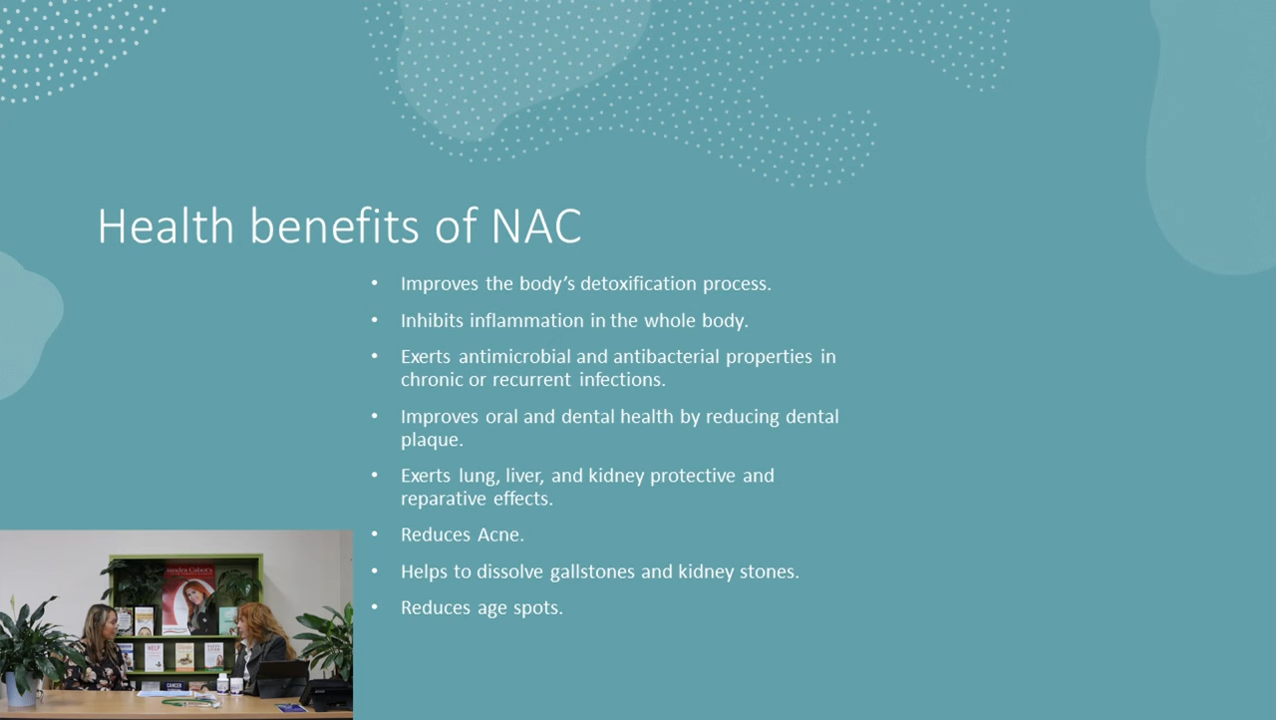 Health benefits of NAC
• Improves the body's detoxification process.
• Inhibits inflammation in the whole body.
• Exerts antimicrobial and antibacterial properties in
chronic or recurrent infections.
• Improves oral and dental health by reducing dental
plaque.
• Exerts lung, liver, and kidney protective and
reparative effects.
• Reduces Acne.
• Helps to dissolve gallstones and kidney stones.
• Reduces age spots.
HELP
CANCER